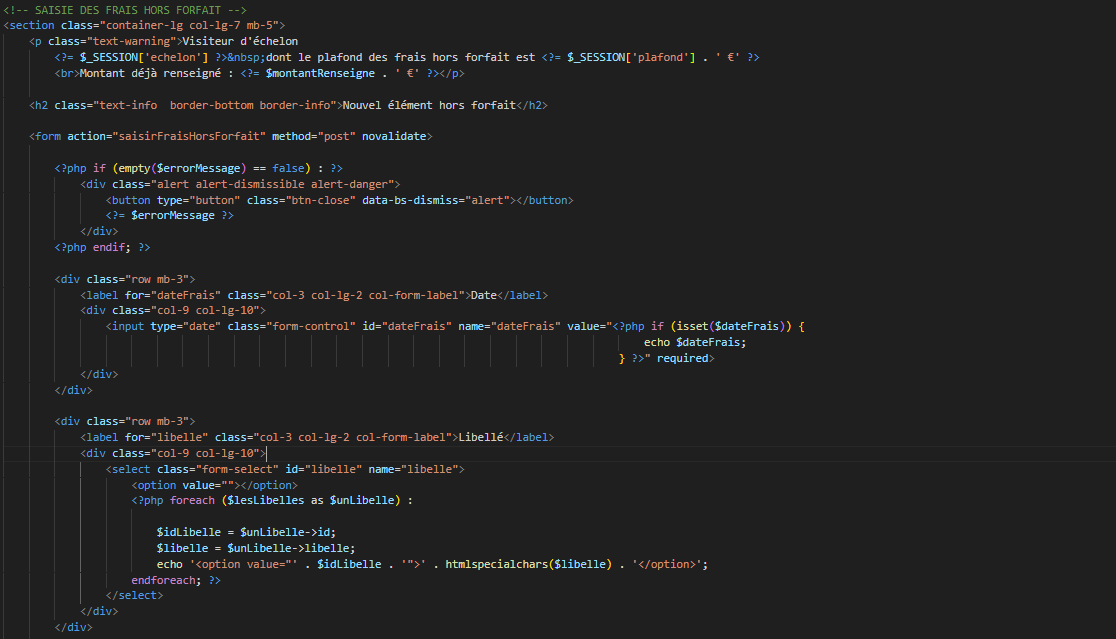 <!-- SAISIE DES FRAIS HORS FORFAIT -->
<section class="container-lg col-lg-7 mb-5">
    <p class="text-warning">Visiteur d'échelon
        <?= $_SESSION['echelon'] ?>&nbsp;dont le plafond des frais hors forfait est <?= $_SESSION['plafond'] . ' €' ?>
        <br>Montant déjà renseigné : <?= $montantRenseigne . ' €' ?></p>

    <h2 class="text-info  border-bottom border-info">Nouvel élément hors forfait</h2>

    <form action="saisirFraisHorsForfait" method="post" novalidate>

        <?php if (empty($errorMessage) == false) : ?>
            <div class="alert alert-dismissible alert-danger">
                <button type="button" class="btn-close" data-bs-dismiss="alert"></button>
                <?= $errorMessage ?>
            </div>
        <?php endif; ?>

        <div class="row mb-3">
            <label for="dateFrais" class="col-3 col-lg-2 col-form-label">Date</label>
            <div class="col-9 col-lg-10">
                <input type="date" class="form-control" id="dateFrais" name="dateFrais" value="<?php if (isset($dateFrais)) {
                                                                                                    echo $dateFrais;
                                                                                                } ?>" required>
            </div>
        </div>

        <div class="row mb-3">
            <label for="libelle" class="col-3 col-lg-2 col-form-label">Libellé</label>
            <div class="col-9 col-lg-10">
                <select class="form-select" id="libelle" name="libelle">
                    <option value=""></option>
                    <?php foreach ($lesLibelles as $unLibelle) :

                        $idLibelle = $unLibelle->id;
                        $libelle = $unLibelle->libelle;
                        echo '<option value="' . $idLibelle . '">' . htmlspecialchars($libelle) . '</option>';
                    endforeach; ?>
                </select>
            </div>
        </div>